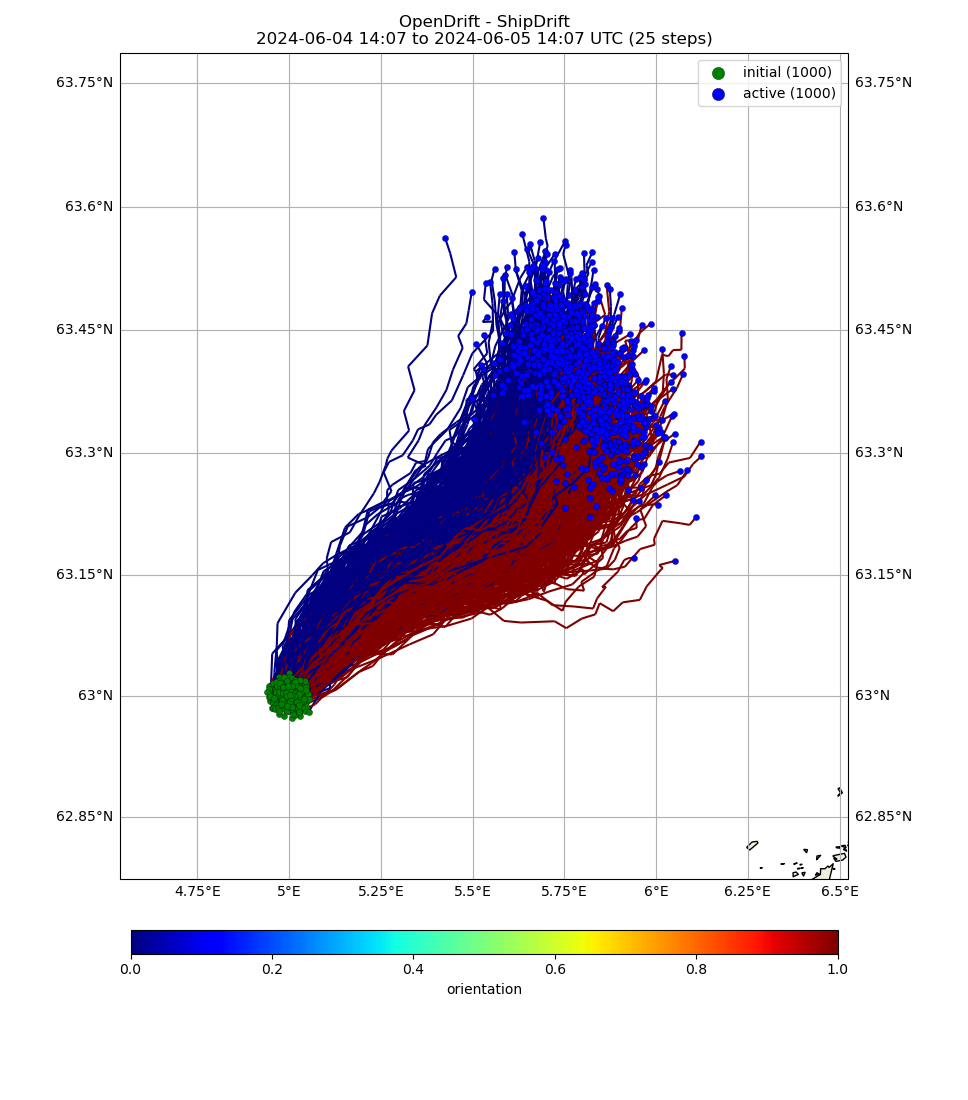 OpenDrift - ShipDrift
2024-06-04 14:07 to 2024-06-05 14:07 UTC (25 steps)
initial (1000)
active (1000)
63.75°N 63.75°N
63.6°N 63.6°N
63.45°N 63.45°N
63.3°N 63.3°N
63.15°N 63.15°N
63°N 63°N
62.85°N 62.85°N
4.75°E 5°E 5.25°E 5.5°E 5.75°E 6°E 6.25°E 6.5°E
0.0 0.2 0.4 0.6 0.8 1.0
orientation